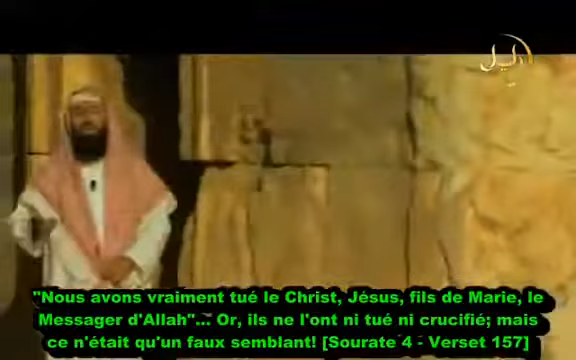 "Nous avons vraiment tué le Christ, Jésus, fils de Marie, le
Messager d'Allah"... Or, ils ne l'ont ni tué ni crucifié; mais
ce n'était qu'un faux semblant! [Sourate 4 - Verset 157]